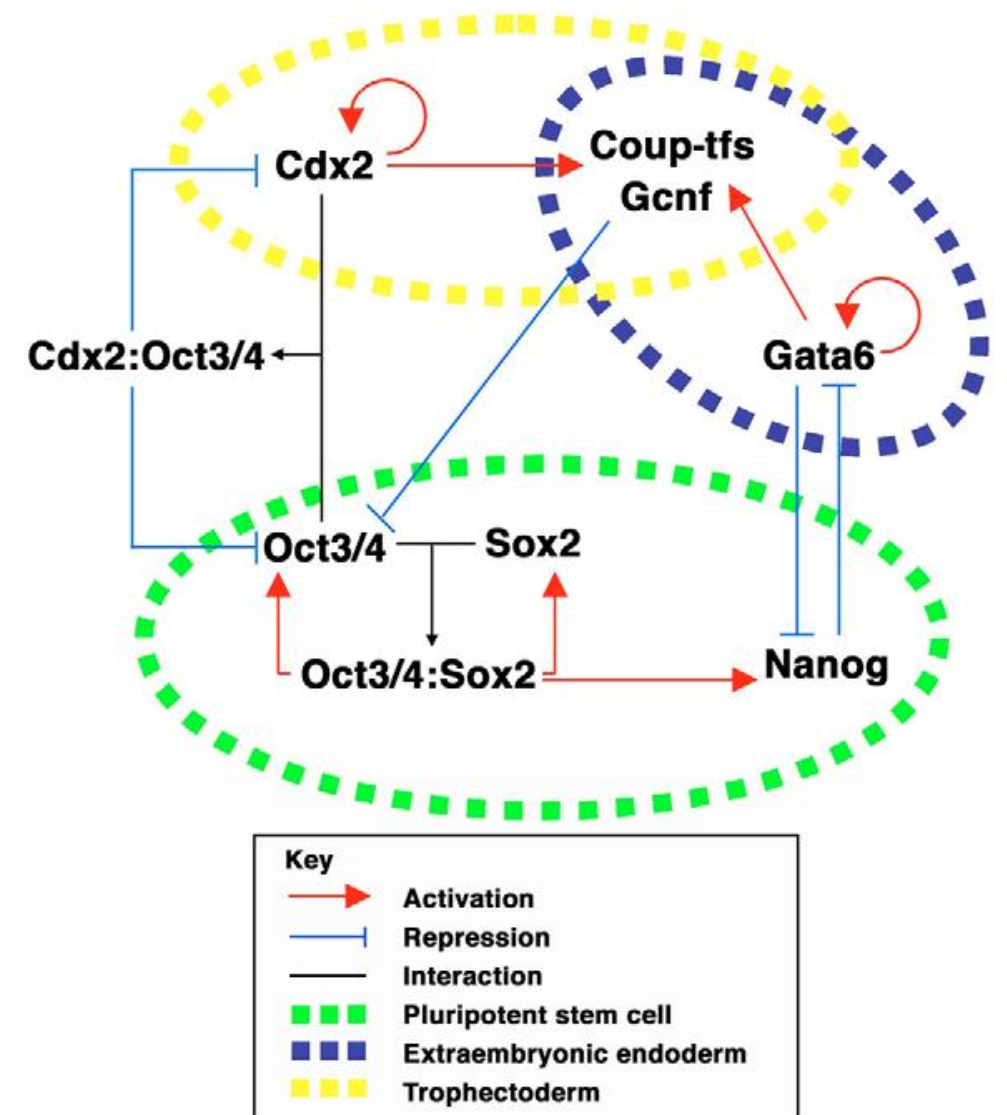 Cdx2
Coup-tfs
Gcnf
Cdx2:Oct3/4
Gata6
Oct3/4
Sox2
Oct3/4:Sox2
Nanog
Key
Activation
Repression
Interaction
Pluripotent stem cell
Extraembryonic endoderm
Trophectoderm